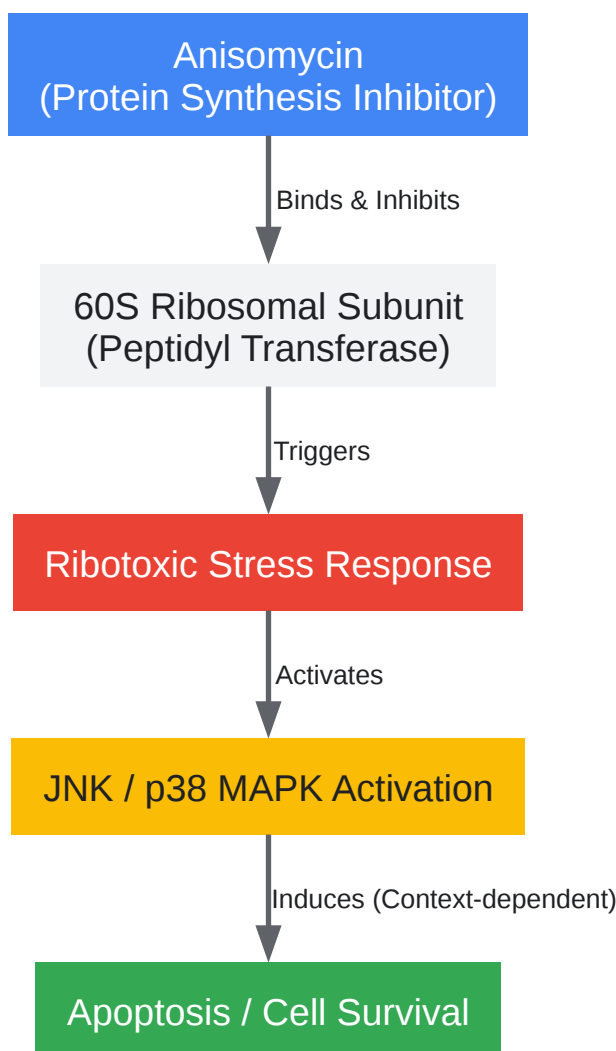 Anisomycin
(Protein Synthesis Inhibitor)
Binds & Inhibits
60S Ribosomal Subunit
(Peptidyl Transferase)
Triggers
Ribotoxic Stress Response
Activates
JNK / p38 MAPK Activation
Induces (Context-dependent)
Apoptosis / Cell Survival